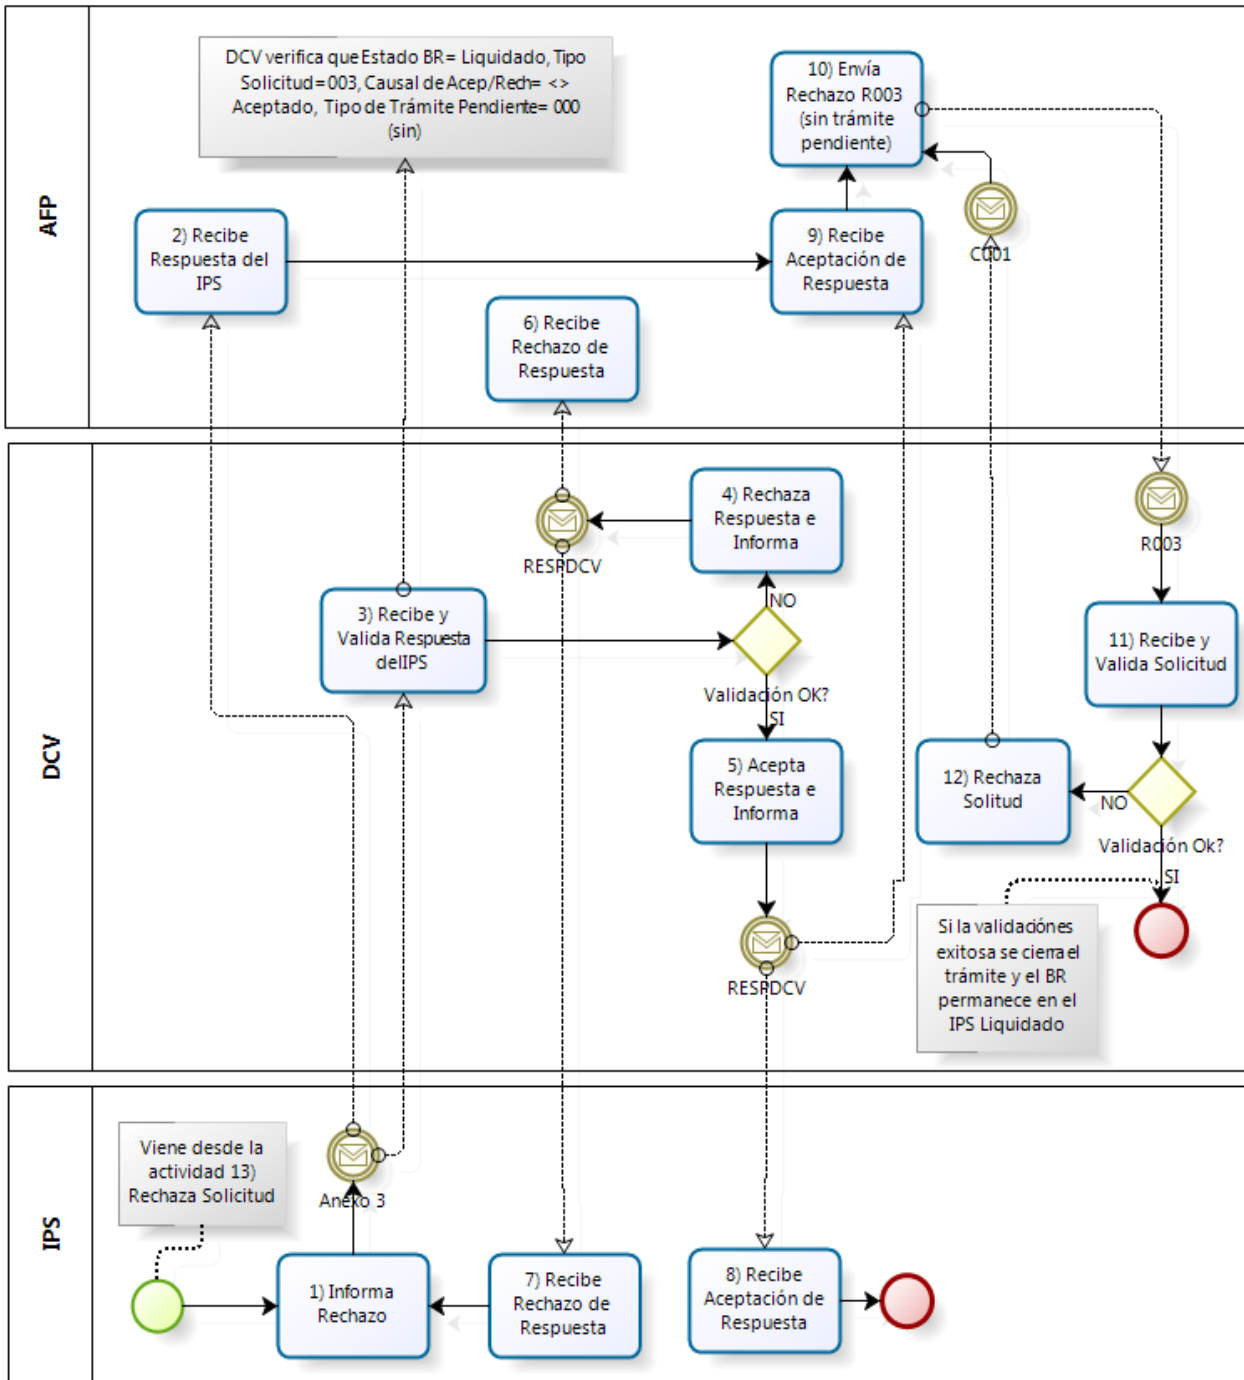 AFP
DCV verifica que Estado BR= Liquidado, Tipo
Solicitud=003, Causal de Acep/Rech= <>
Aceptado, Tipo de Trámite Pendiente= 000
(sin)
10) Envía
Rechazo R003
(sin trámite
pendiente)
2) Recibe
Respuesta del
IPS
9) Recibe
Aceptación de
Respuesta
C001
6) Recibe
Rechazo de
Respuesta
DCV
4) Rechaza
Respuesta e
Informa
RESPDCV
R003
NO
3) Recibe y
Valida Respuesta
delIPS
Validación OK?
SI
11) Recibe y
Valida Solicitud
5) Acepta
Respuesta e
Informa
12) Rechaza
Solitud
NO
Validación Ok?
SI
RESPDCV
Si la validaciónes
exitosa se cierra el
trámite y el BR
permanece en el
IPS Liquidado
IPS
Viene desde la
actividad 13)
Rechaza Solicitud
Anexo 3
1) Informa
Rechazo
7) Recibe
Rechazo de
Respuesta
8) Recibe
Aceptación de
Respuesta